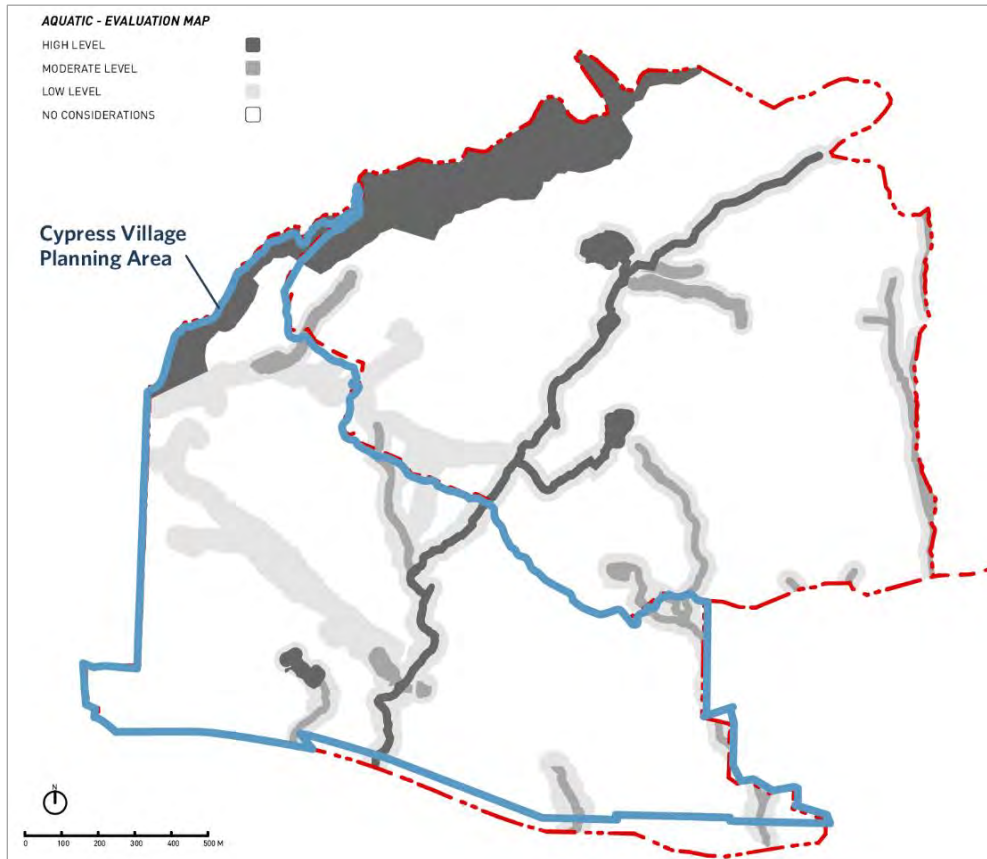 AQUATIC - EVALUATION MAP
HIGH LEVEL
MODERATE LEVEL
LOW LEVEL
NO CONSIDERATIONS
Cypress Village
Planning Area
N
0 100 200 300 400 500 M